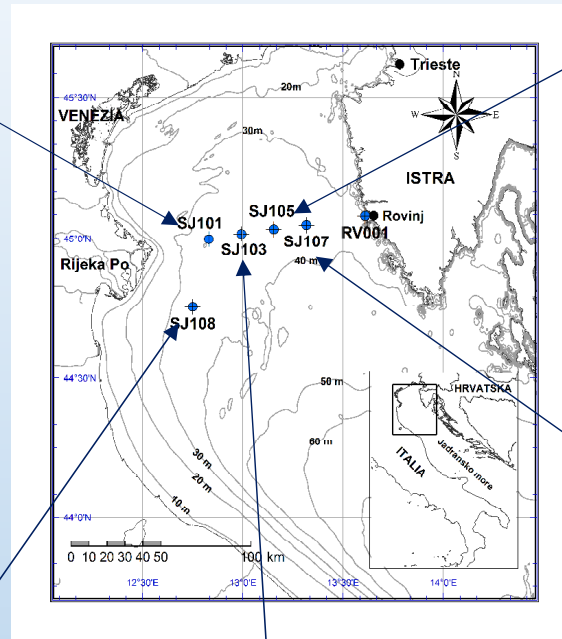 Trieste
20m
45°30'N
VENEZIA
N
W
E
S
30m
ISTRA
SJ105
SJ101
Rovinj
45°0'N
SJ103
SJ107
RV001
Rijeka Po
40 m
SJ108
44°30'N
50 m
HRVATSKA
60 m
Jadransko more
ITALIA
30 m
20 m
10 m
44°0'N
0 10 20 30 40 50
100 km
12°30'E
13°0'E
13°30'E
14°0'E